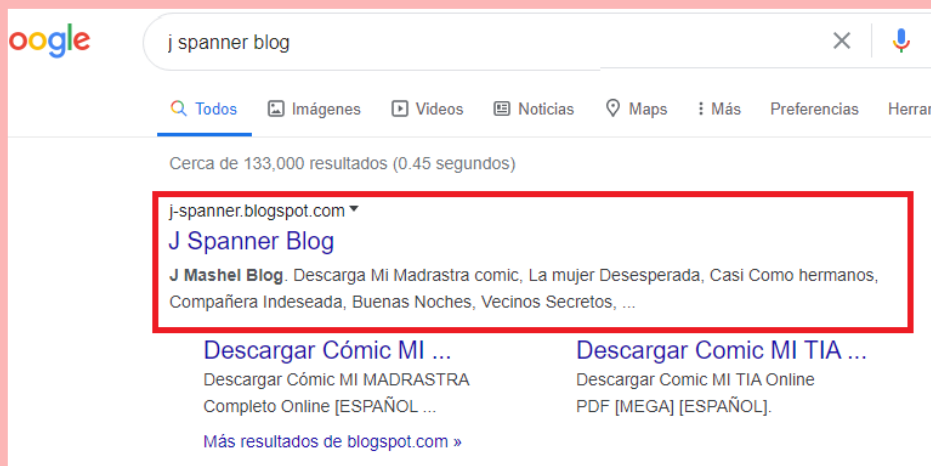 oogle
j spanner blog
Todos Imágenes Videos Noticias Maps Más Preferencias Herrar
Cerca de 133,000 resultados (0.45 segundos)
j-spanner.blogspot.com
J Spanner Blog
J Mashel Blog. Descarga Mi Madrastra comic, La mujer Desesperada, Casi Como hermanos,
Compañera Indeseada, Buenas Noches, Vecinos Secretos, ...
Descargar Cómic MI ...
Descargar Cómic MI MADRASTRA
Completo Online [ESPAÑOL ...
Descargar Comic MI TIA ...
Descargar Comic MI TIA Online
PDF [MEGA] [ESPAÑOL].
Más resultados de blogspot.com »